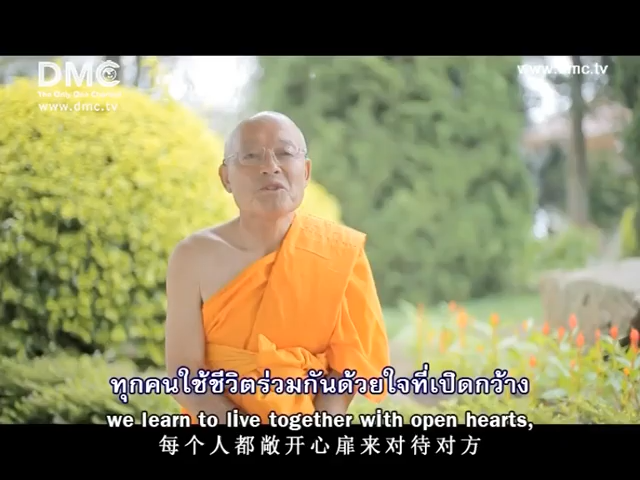 DMC
The Only One Channel
www.dmc.tv
www.dmc.tv
ทุกคนใช้ชีวิตร่วมกันด้วยใจที่เปิดกว้าง
we learn to live together with open hearts,
每个人都敞开心扉来对待对方